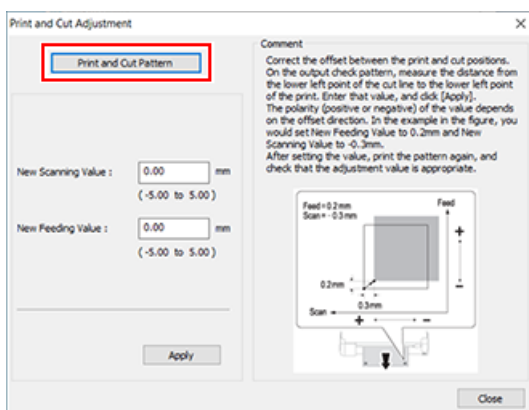 Print and Cut Adjustment
Print and Cut Pattern
New Scanning Value :
0.00
mm
(-5.00 to 5.00)
New Feeding Value :
0.00
mm
(-5.00 to 5.00)
Apply
Comment
Correct the offset between the print and cut positions.
On the output check pattern, measure the distance from
the lower left point of the cut line to the lower left point
of the print. Enter that value, and click [Apply].
The polarity (positive or negative) of the value depends
on the offset direction. In the example in the figure, you
would set New Feeding Value to 0.2mm and New
Scanning Value to -0.3mm.
After setting the value, print the pattern again, and
check that the adjustment value is appropriate.
Feed=0.2mm
Scan=-0.3mm
Feed
+
-
0.2mm
0.3mm
Scan
+
-
Close